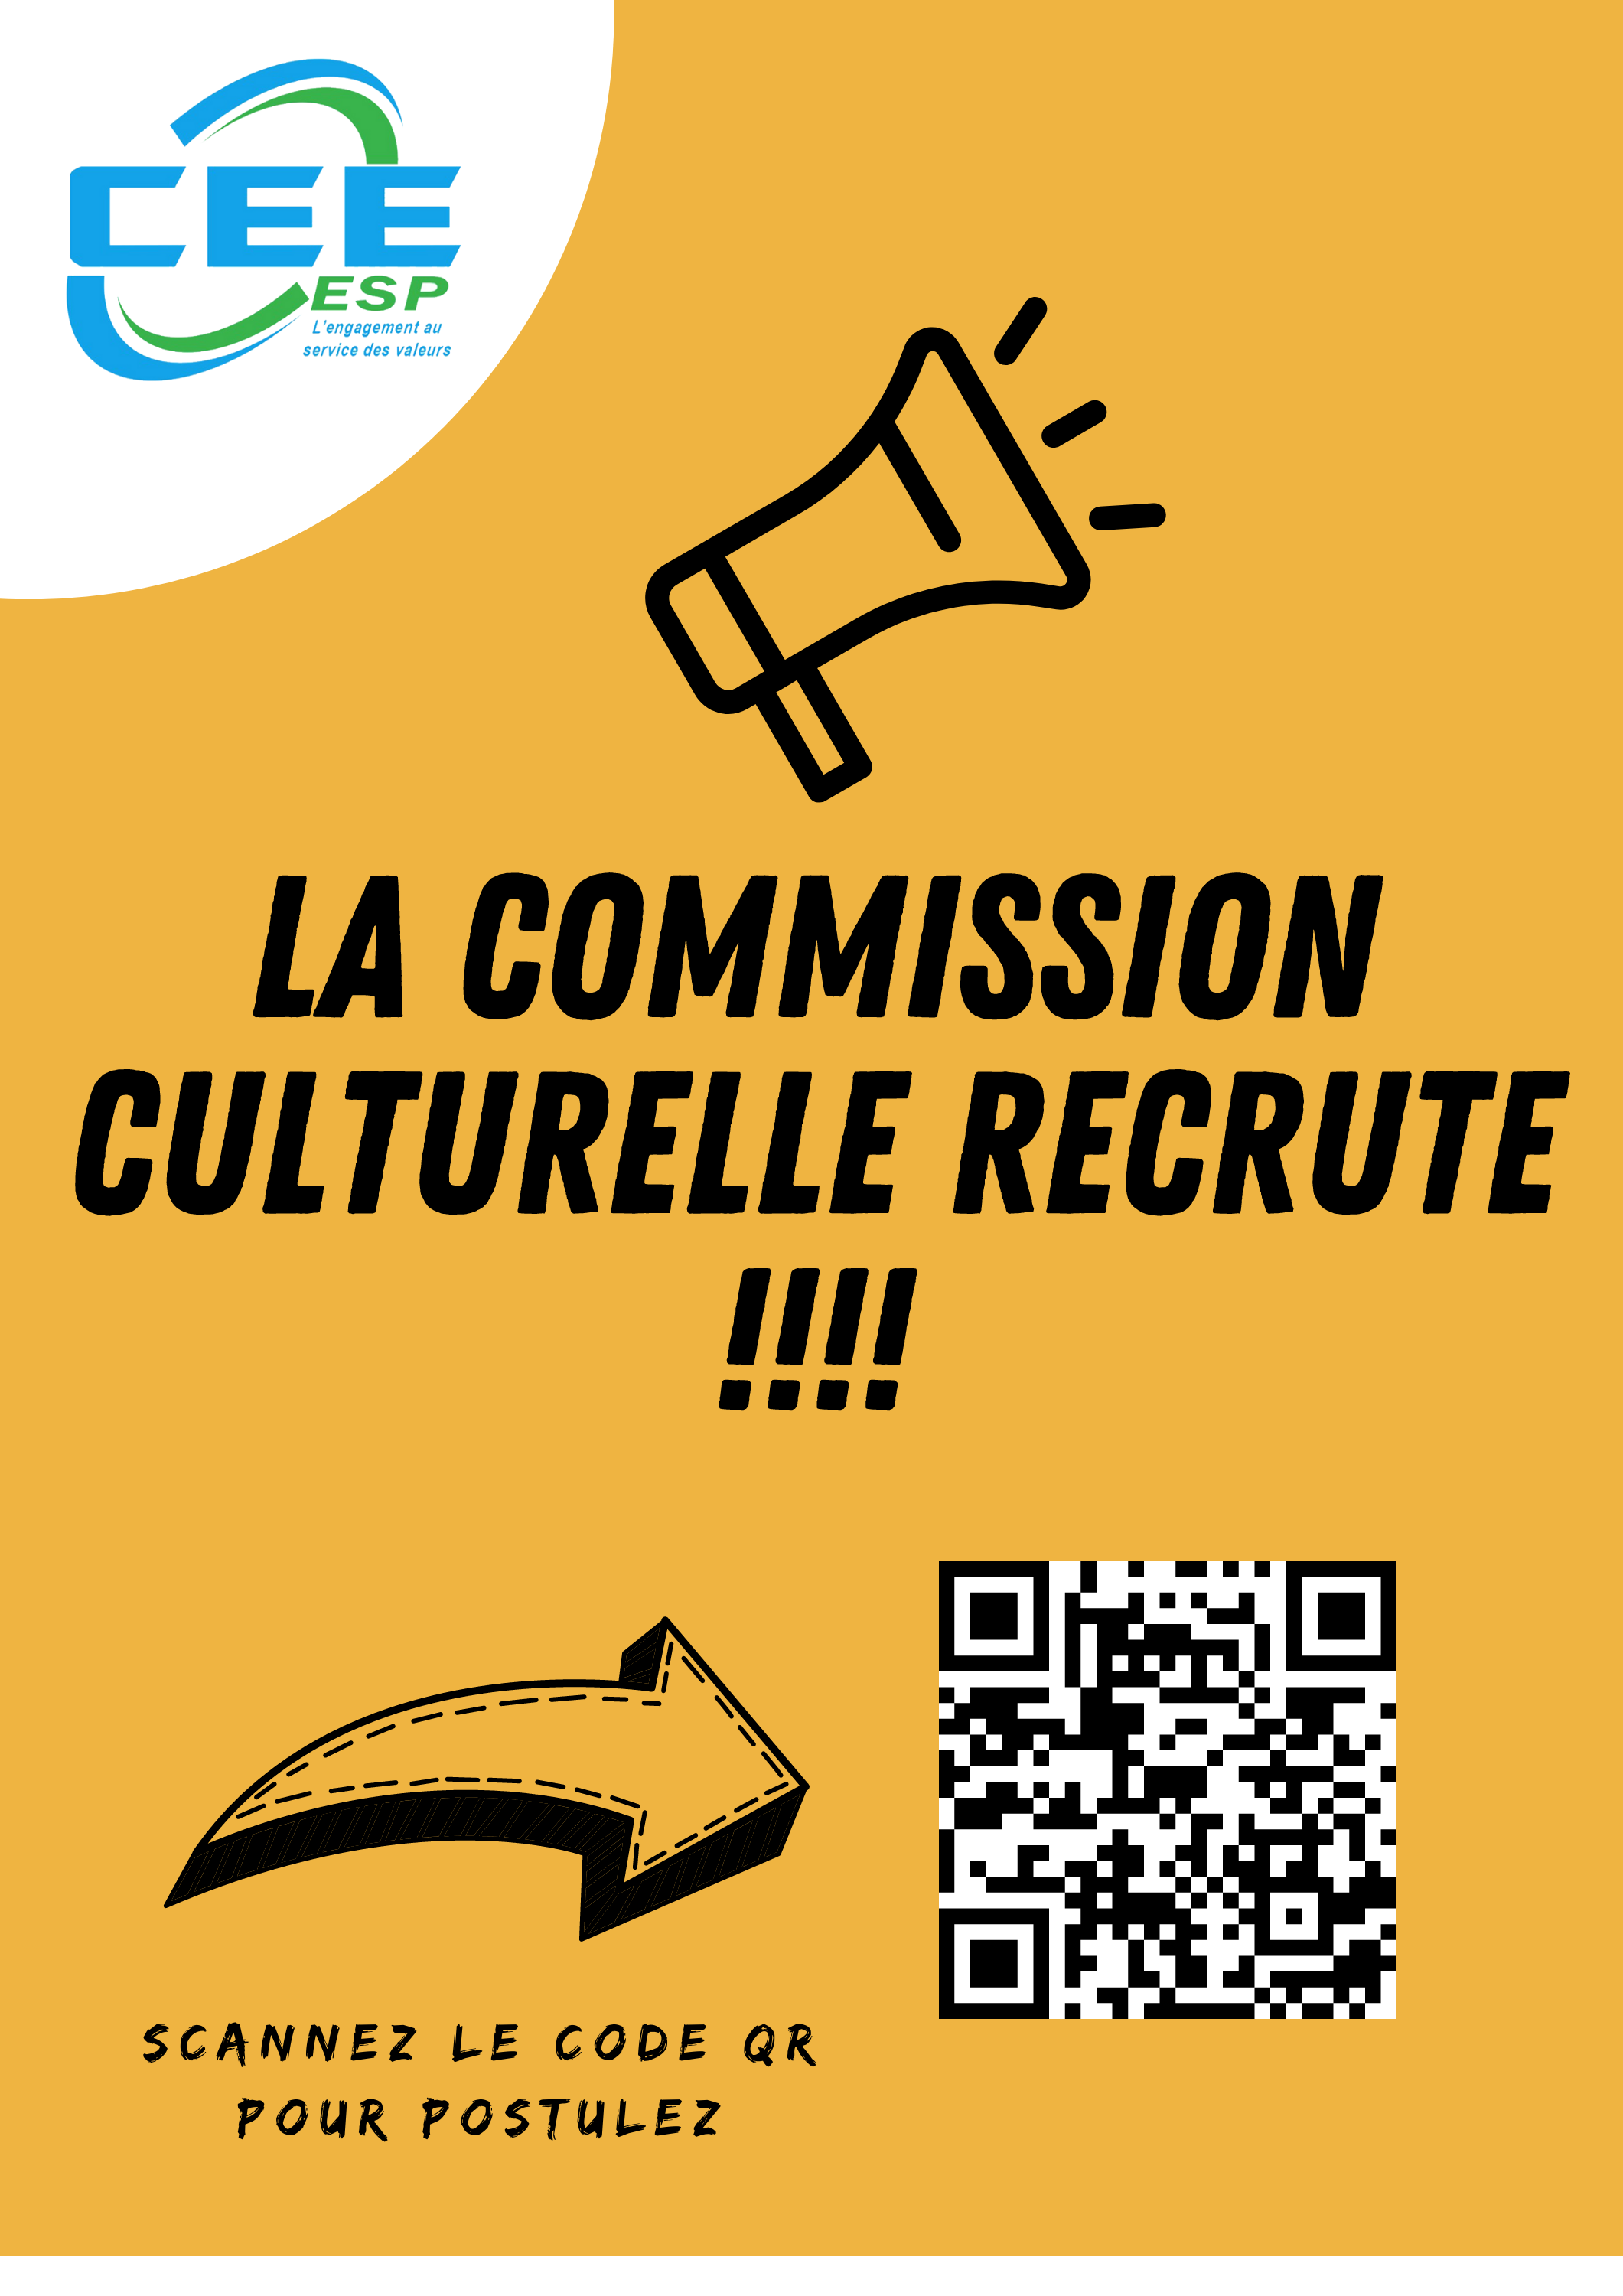 CEE
ESP
L'engagement au
service des valeurs
LA COMMISSION
CULTURELLE RECRUTE
!!!!
SCANNEZ LE CODE QR
POUR POSTULEZ